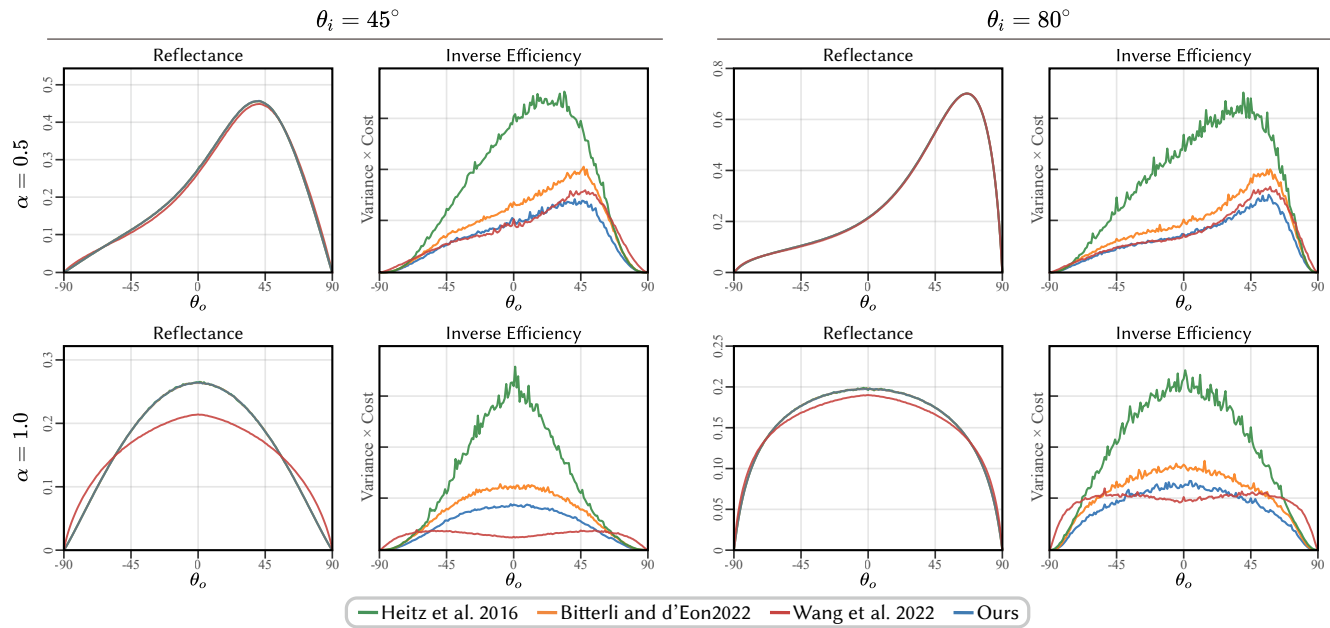 θi = 45° θi = 80°
Reflectance Inverse Efficiency Reflectance Inverse Efficiency
α = 0.5
0.5
0.4
0.3
0.2
0.1
0
-90 -45 0 45 90
θo
Variance × Cost
-90 -45 0 45 90
θo
0.8
0.6
0.4
0.2
0
-90 -45 0 45 90
θo
Variance × Cost
-90 -45 0 45 90
θo
Reflectance Inverse Efficiency Reflectance Inverse Efficiency
α = 1.0
0.3
0.2
0.1
0
-90 -45 0 45 90
θo
Variance × Cost
-90 -45 0 45 90
θo
0.25
0.20
0.15
0.10
0.05
0
-90 -45 0 45 90
θo
Variance × Cost
-90 -45 0 45 90
θo
Heitz et al. 2016 Bitterli and d'Eon2022 Wang et al. 2022 Ours